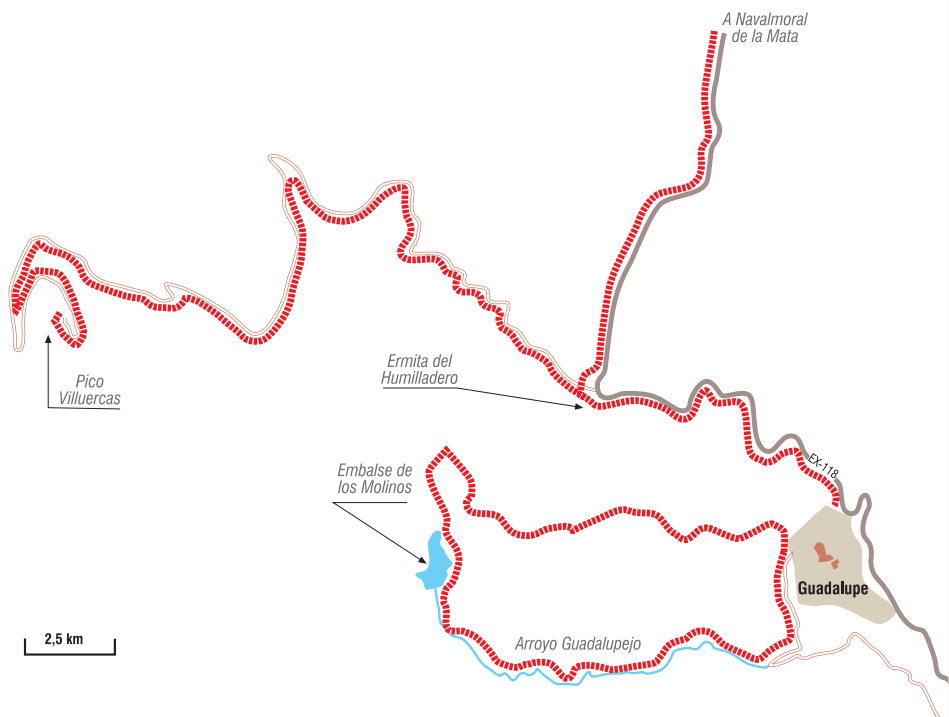 A Navalmoral
de la Mata
Ermita del
Humilladero
Pico
Villuercas
EX-118
Embalse de
los Molinos
Guadalupe
2,5 km
Arroyo Guadalupejo